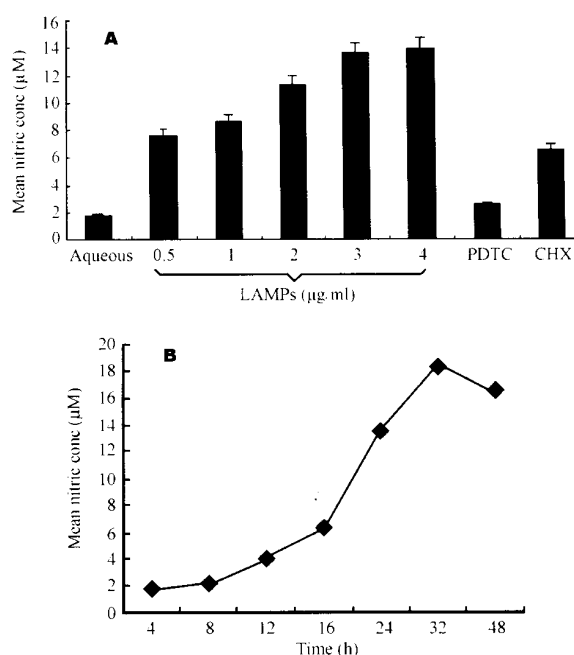 16
A
14
12
10
8
6
4
2
0
Mean nitric conc (μM)
Aqueous 0.5 1 2 3 4 PDTC CHX
LAMPs (μg.ml)
20
B
18
16
14
12
10
8
6
4
2
0
Mean nitric conc (μM)
4 8 12 16 24 32 48
Time (h)